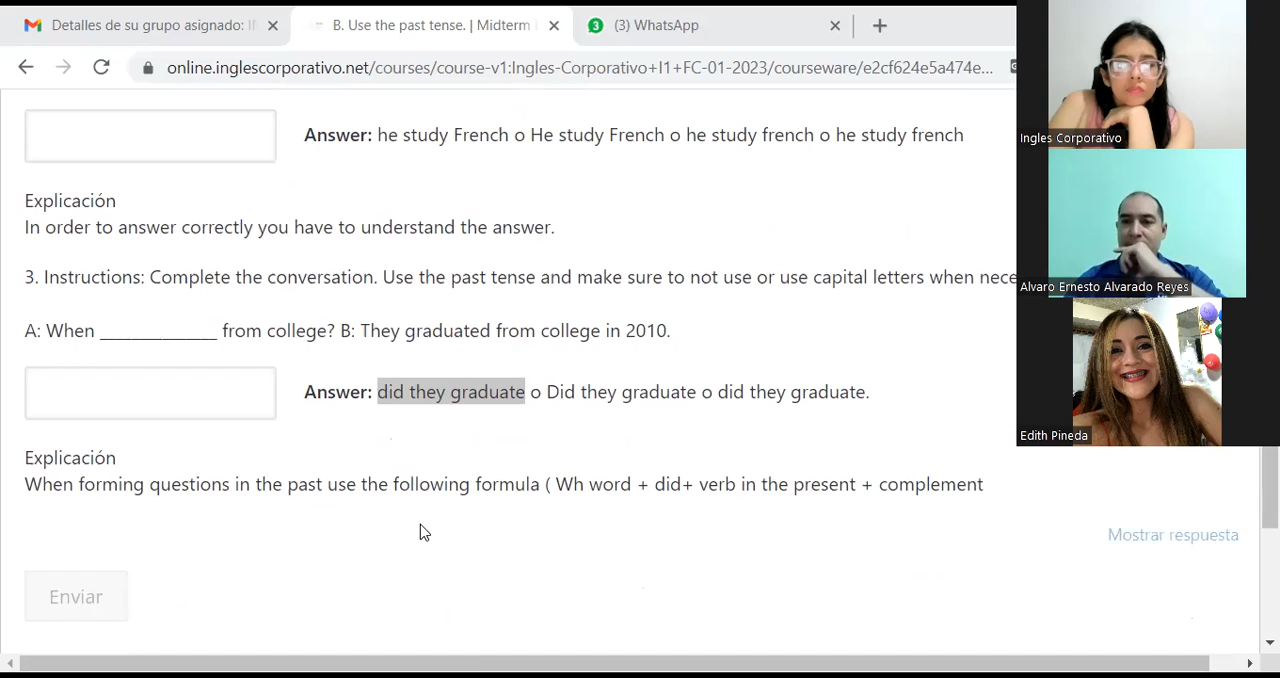 Detalles de su grupo asignado: If
B. Use the past tense. | Midterm
3 (3) WhatsApp
online.inglescorporativo.net/courses/course-v1:Ingles-Corporativo+I1+FC-01-2023/courseware/e2cf624e5a474e...
Answer: he study French o He study French o he study french o he study french
Explicación
In order to answer correctly you have to understand the answer.
3. Instructions: Complete the conversation. Use the past tense and make sure to not use or use capital letters when nece
A: When _____________ from college? B: They graduated from college in 2010.
Answer: did they graduate o Did they graduate o did they graduate.
Explicación
When forming questions in the past use the following formula ( Wh word + did+ verb in the present + complement
Mostrar respuesta
Enviar
Ingles Corporativo
Alvaro Ernesto Alvarado Reyes
Edith Pineda